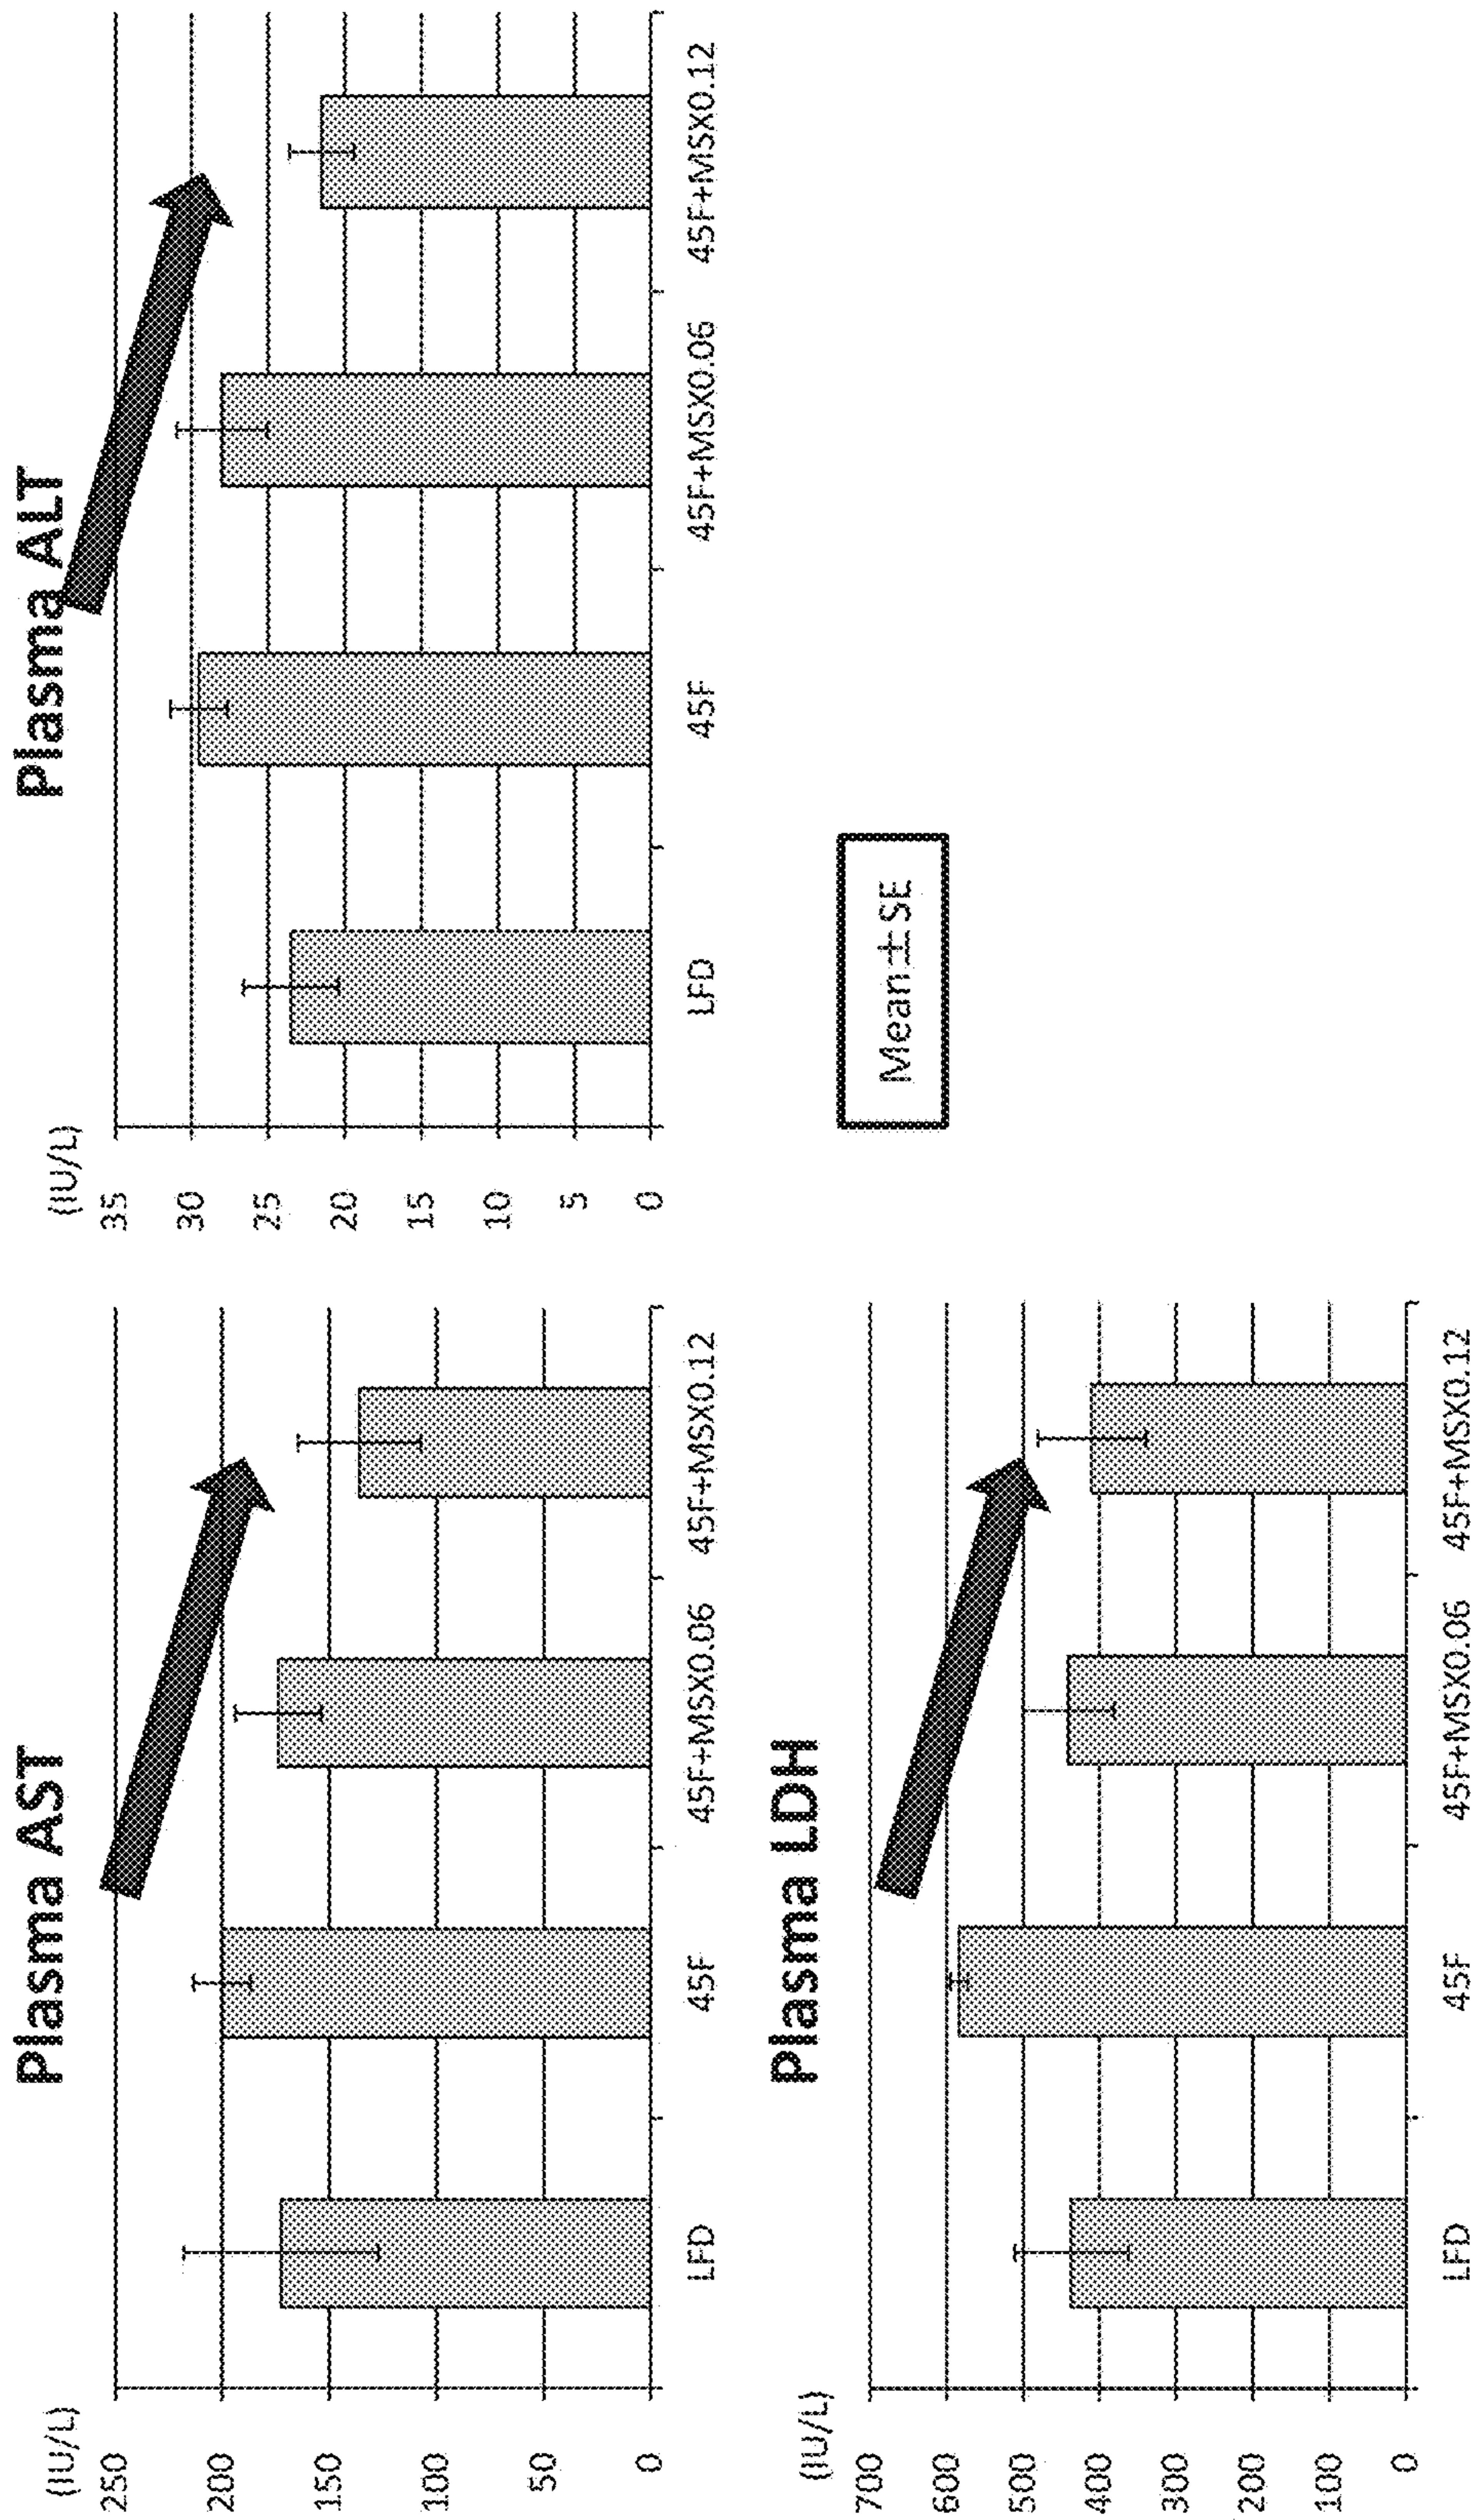 Plasma AST
(IU/L)
250
200
150
100
50
0
LFD 45F 45F+MSX0.06 45F+MSX0.12
Plasma ALT
(IU/L)
35
30
25
20
15
10
5
0
LFD 45F 45F+MSX0.06 45F+MSX0.12
Plasma LDH
(IU/L)
700
600
500
400
300
200
100
0
LFD 45F 45F+MSX0.06 45F+MSX0.12
Mean±SE